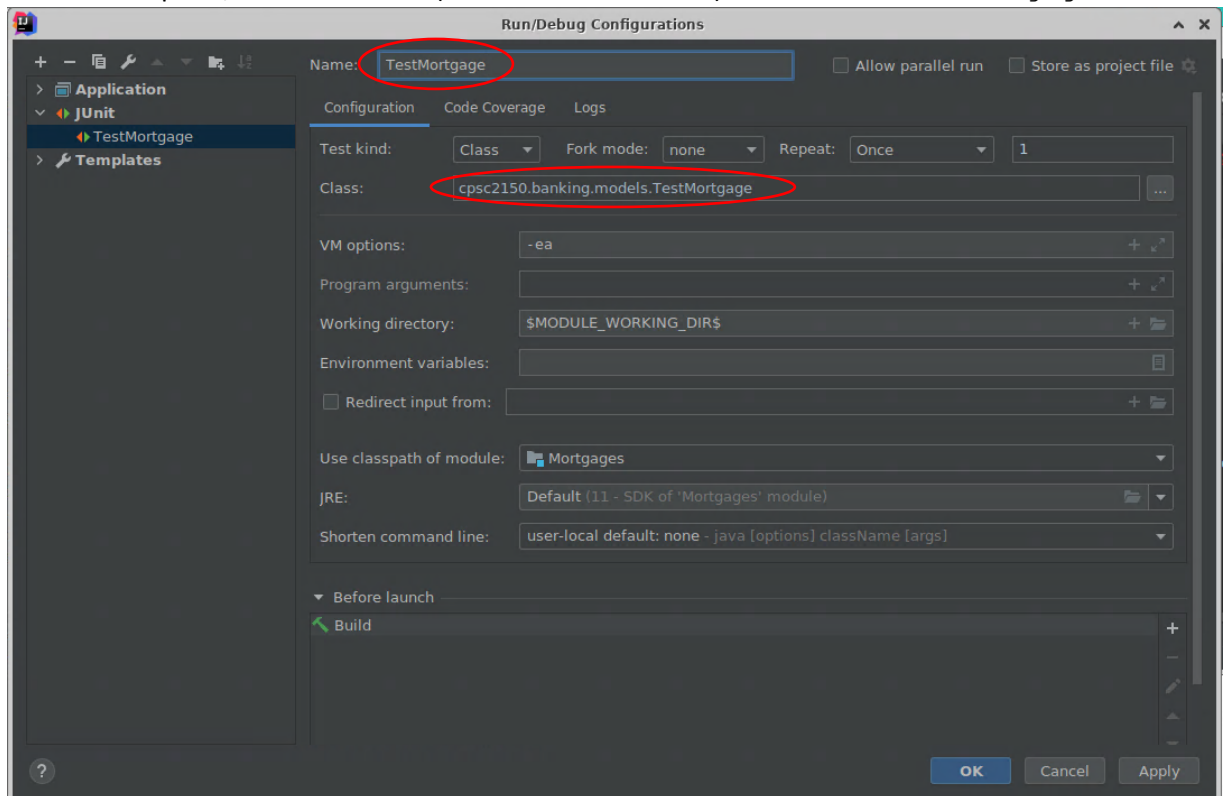 Run/Debug Configurations
Name: TestMortgage Allow parallel run Store as project file
Application
JUnit
TestMortgage
Templates
Configuration Code Coverage Logs
Test kind: Class Fork mode: none Repeat: Once 1
Class: cpsc2150.banking.models.TestMortgage ...
VM options: -ea
Program arguments:
Working directory: $MODULE_WORKING_DIR$
Environment variables:
Redirect input from:
Use classpath of module: Mortgages
JRE: Default (11 - SDK of 'Mortgages' module)
Shorten command line: user-local default: none - java [options] className [args]
Before launch
Build
? OK Cancel Apply